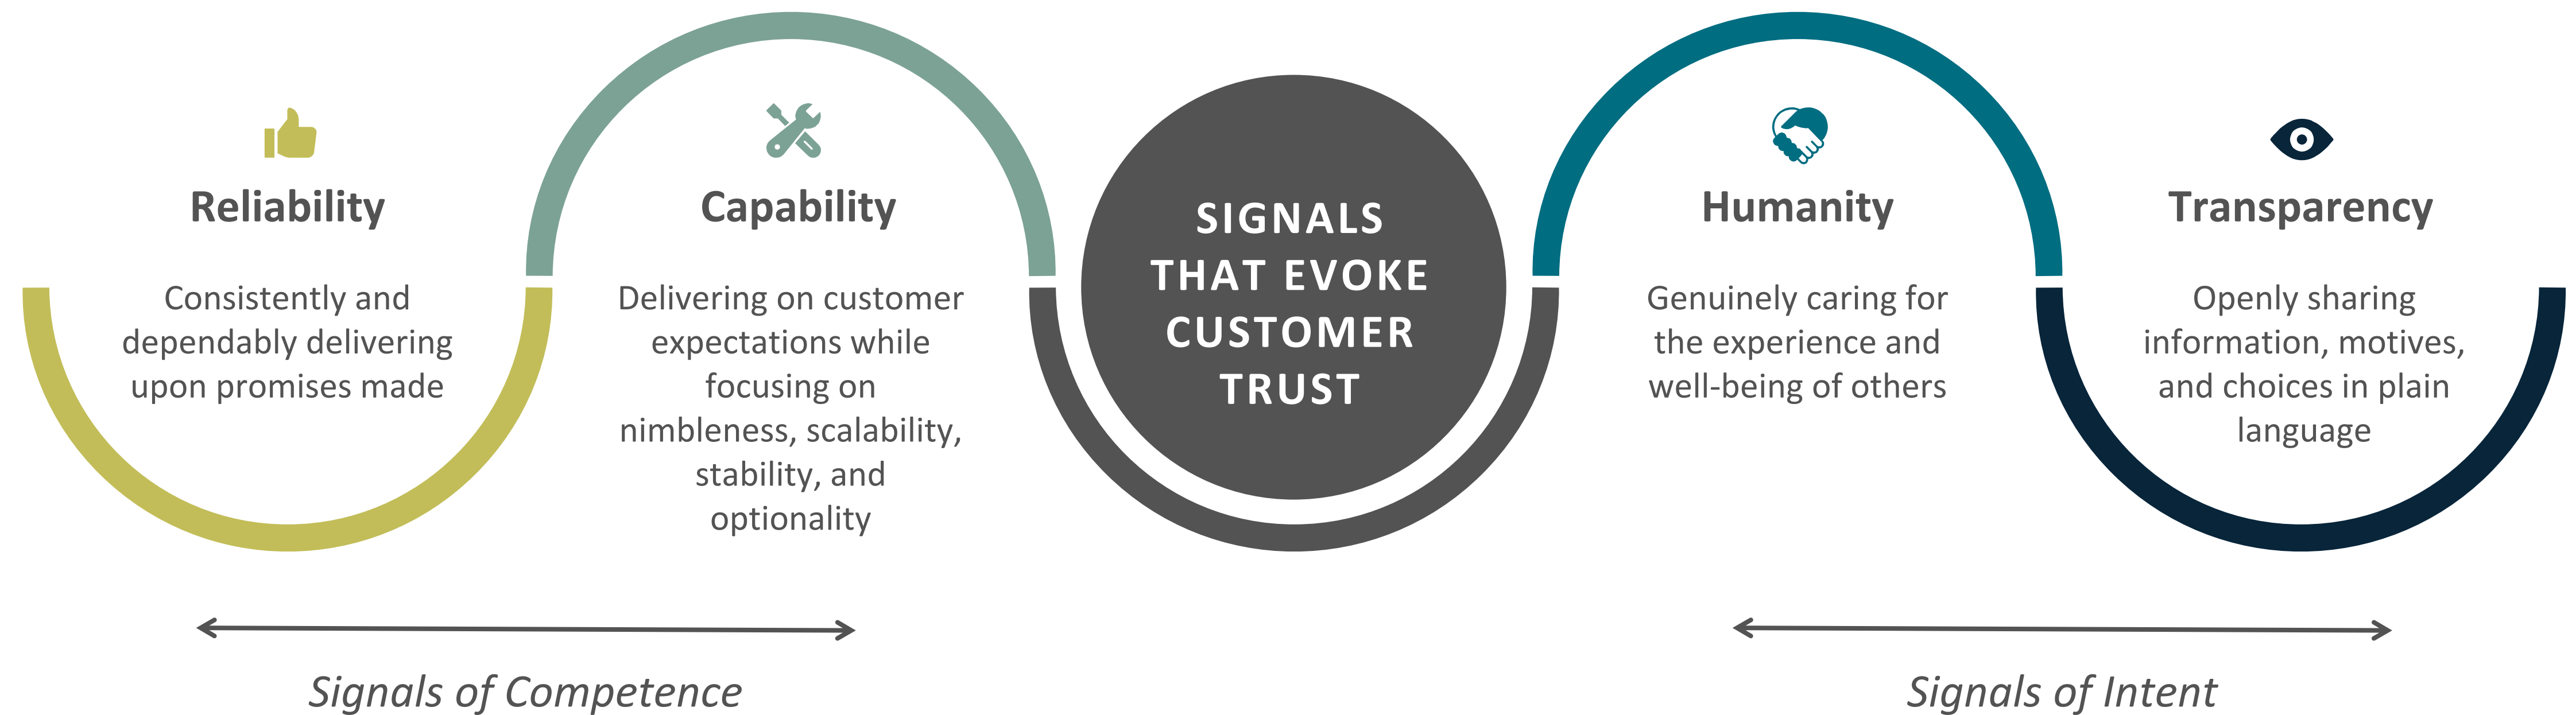 Reliability
Consistently and
dependably delivering
upon promises made
Capability
Delivering on customer
expectations while
focusing on
nimbleness, scalability,
stability, and
optionality
SIGNALS
THAT EVOKE
CUSTOMER
TRUST
Humanity
Genuinely caring for
the experience and
well-being of others
Transparency
Openly sharing
information, motives,
and choices in plain
language
Signals of Competence
Signals of Intent